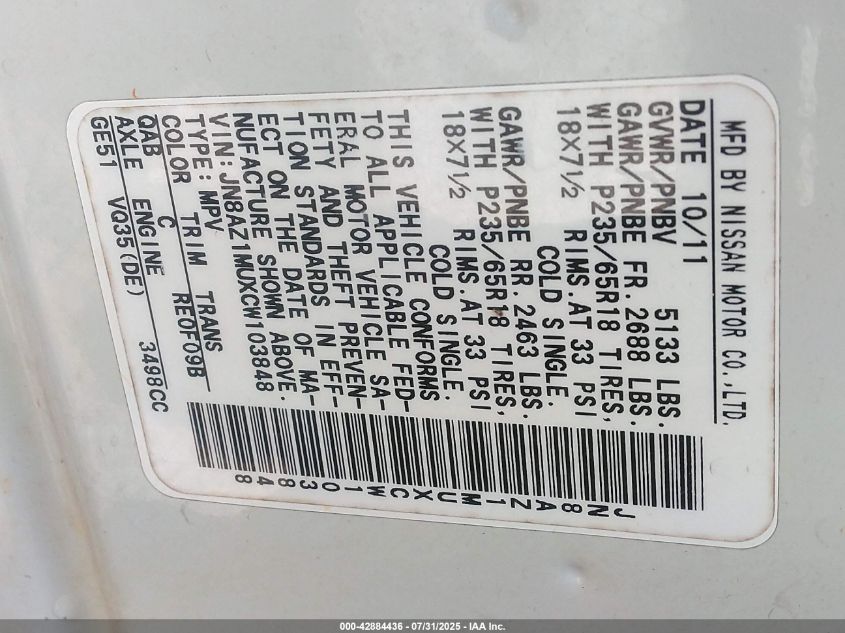 MFD BY NISSAN MOTOR CO.,LTD.
DATE 10/11
GVWR/PNBV 5133 LBS.
GAWR/PNBE FR. 2688 LBS.
WITH P235/65R18 TIRES,
18X7½ RIMS.AT 33 PSI
COLD SINGLE.
GAWR/PNBE RR. 2463 LBS.
WITH P235/65R18 TIRES,
18X7½ RIMS.AT 33 PSI
COLD SINGLE.
THIS VEHICLE CONFORMS
TO ALL APPLICABLE FED-
ERAL MOTOR VEHICLE SA-
FETY AND THEFT PREVEN-
TION STANDARDS IN EFF-
ECT ON THE DATE OF MA-
NUFACTURE SHOWN ABOVE.
VIN:JN8AZ1MUXCW103848
TYPE:MPV
COLOR TRIM TRANS
QAB C RE0F09B
AXLE ENGINE
GE51 VQ35(DE) 3498CC
JN8AZ1MUXCW103848
000-42884436 - 07/31/2025 - IAA Inc.